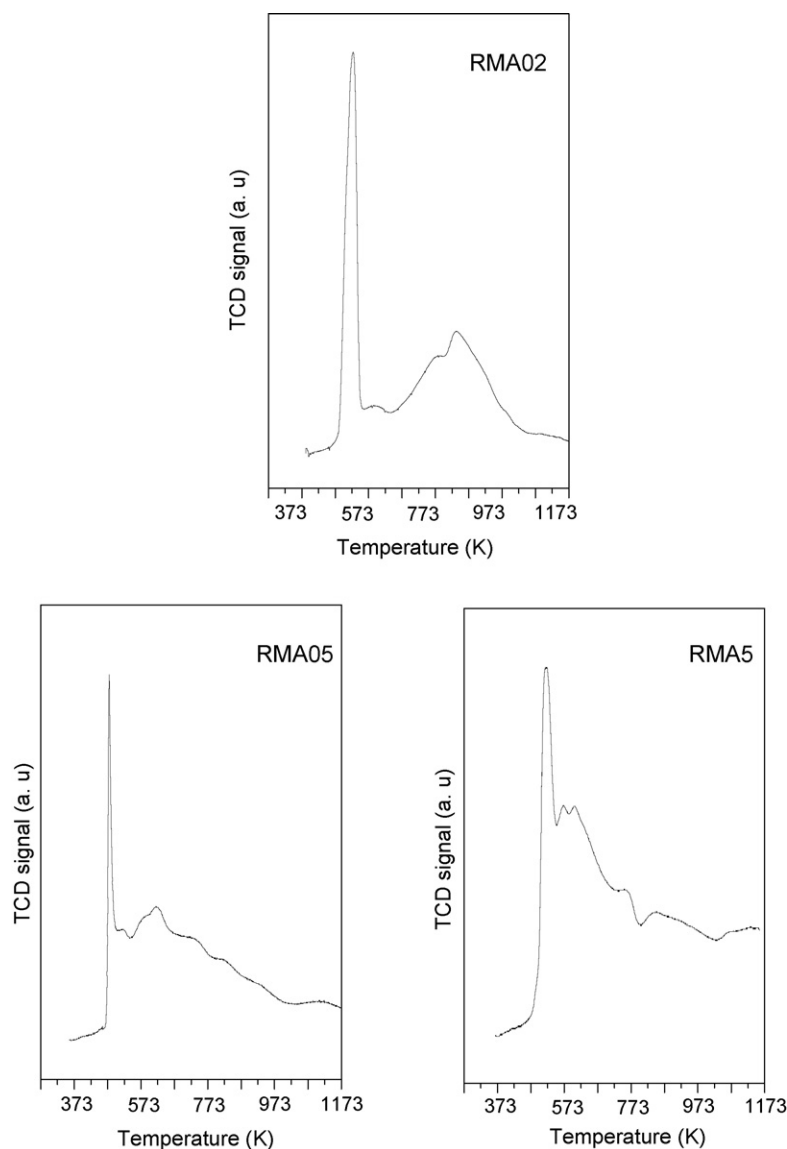 RMA02
TCD signal (a. u)
373 573 773 973 1173
Temperature (K)
RMA05
TCD signal (a. u)
373 573 773 973 1173
Temperature (K)
RMA5
TCD signal (a. u)
373 573 773 973 1173
Temperature (K)